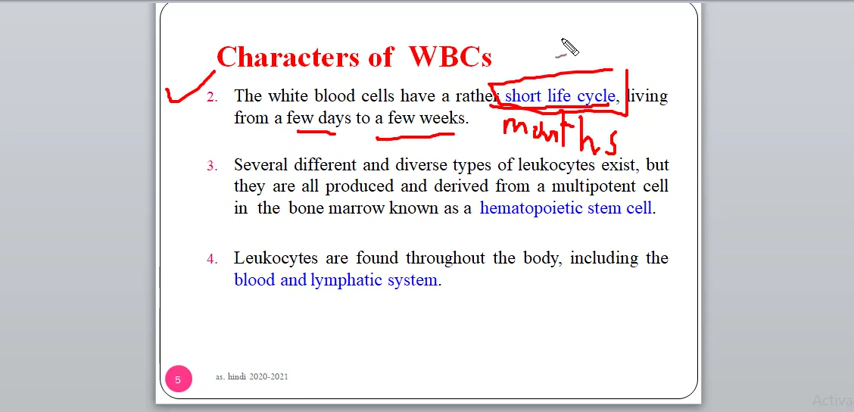 Characters of WBCs
2. The white blood cells have a rather short life cycle, living
from a few days to a few weeks.
months
3. Several different and diverse types of leukocytes exist, but
they are all produced and derived from a multipotent cell
in the bone marrow known as a hematopoietic stem cell.
4. Leukocytes are found throughout the body, including the
blood and lymphatic system.
5
as. hindi 2020-2021
Activa